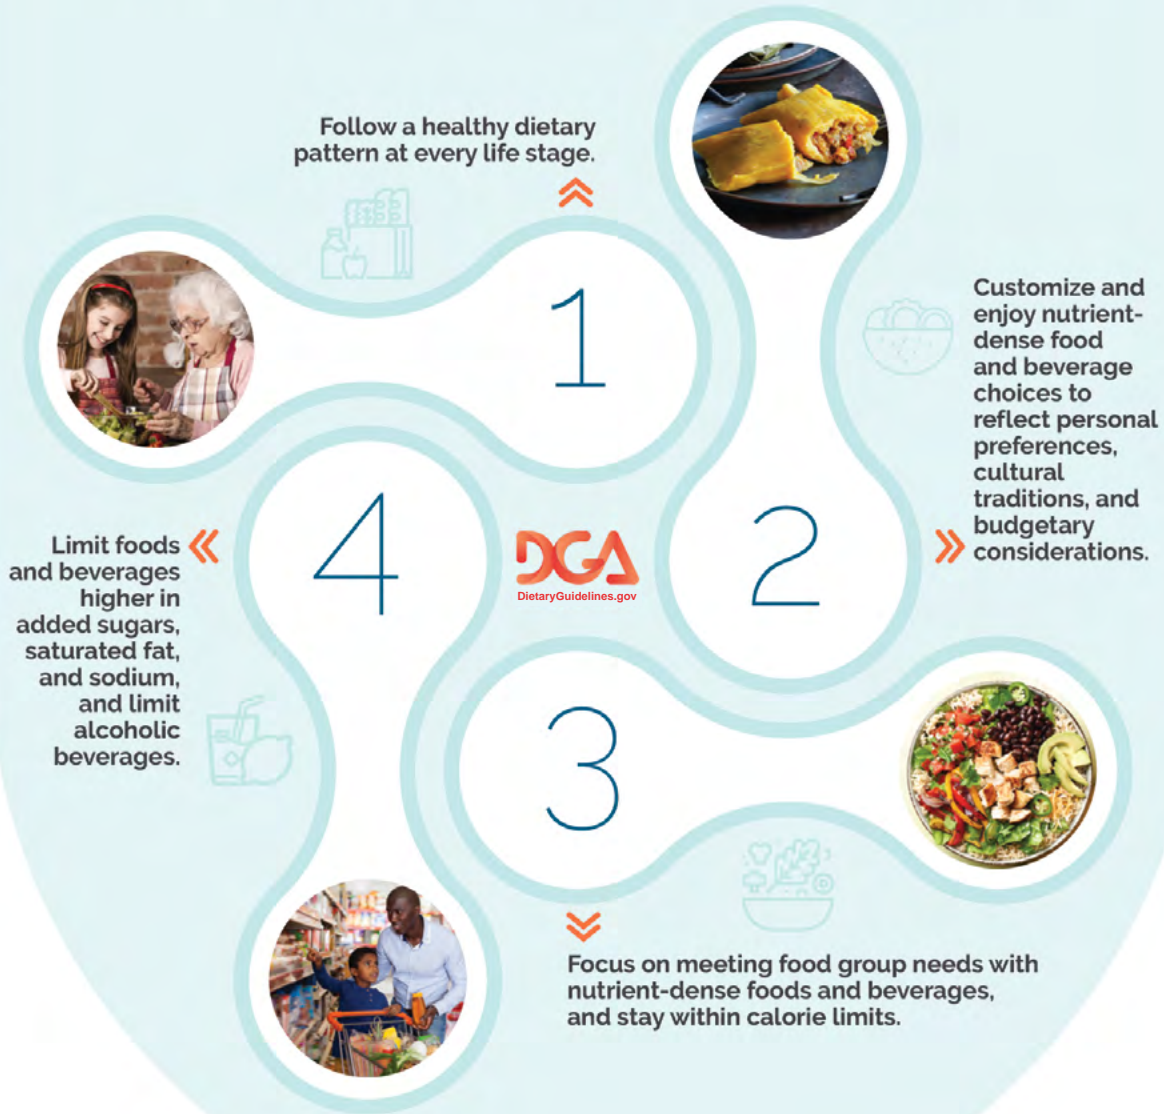 Follow a healthy dietary
pattern at every life stage.
1
Customize and
enjoy nutrient-
dense food
and beverage
choices to
reflect personal
preferences,
cultural
traditions, and
budgetary
considerations.
2
DGA
DietaryGuidelines.gov
3
Focus on meeting food group needs with
nutrient-dense foods and beverages,
and stay within calorie limits.
4
Limit foods
and beverages
higher in
added sugars,
saturated fat,
and sodium,
and limit
alcoholic
beverages.